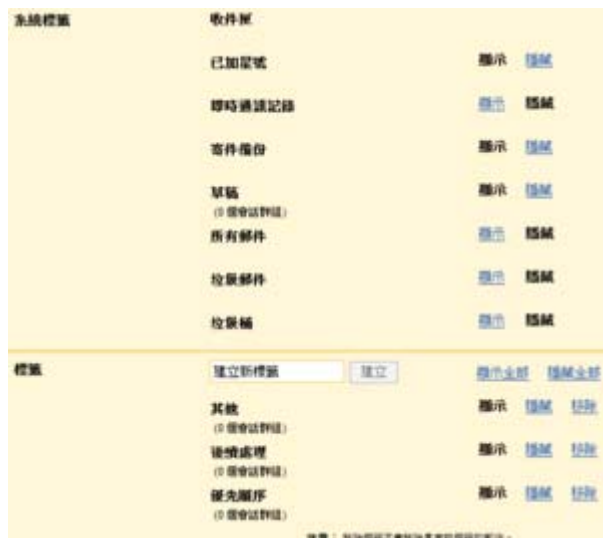 系統標籤 收件匣
已加星號 顯示 隱藏
即時通訊記錄 顯示 隱藏
寄件備份 顯示 隱藏
草稿 顯示 隱藏
(0 個會話群組)
所有郵件 顯示 隱藏
垃圾郵件 顯示 隱藏
垃圾桶 顯示 隱藏
標籤 建立新標籤 建立 顯示全部 隱藏全部
其他 顯示 隱藏 移除
(0 個會話群組)
後續處理 顯示 隱藏 移除
(0 個會話群組)
優先順序 顯示 隱藏 移除
(0 個會話群組)